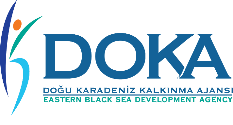 DOKA
DOĞU KARADENİZ KALKINMA AJANSI
EASTERN BLACK SEA DEVELOPMENT AGENCY